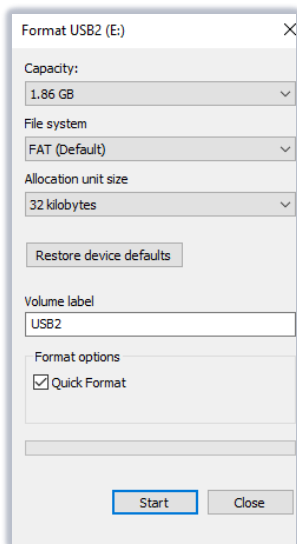 Format USB2 (E:)
Capacity:
1.86 GB
File system
FAT (Default)
Allocation unit size
32 kilobytes
Restore device defaults
Volume label
USB2
Format options
Quick Format
Start Close